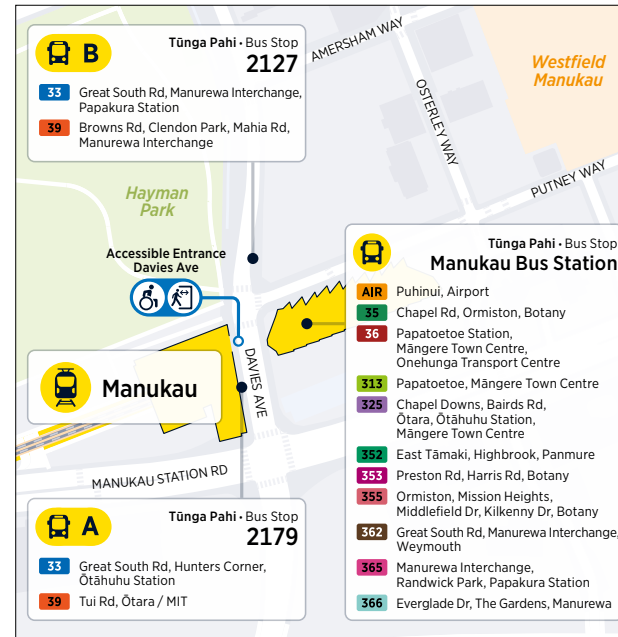 B
Tūnga Pahi • Bus Stop
2127
33 Great South Rd, Manurewa Interchange,
Papakura Station
39 Browns Rd, Clendon Park, Mahia Rd,
Manurewa Interchange
AMERSHAM WAY
OSTERLEY WAY
Westfield
Manukau
PUTNEY WAY
Hayman
Park
Accessible Entrance
Davies Ave
Manukau
DAVIES AVE
MANUKAU STATION RD
A
Tūnga Pahi • Bus Stop
2179
33 Great South Rd, Hunters Corner,
Ōtāhuhu Station
39 Tui Rd, Ōtara / MIT
Tūnga Pahi • Bus Stop
Manukau Bus Station
AIR Puhinui, Airport
35 Chapel Rd, Ormiston, Botany
36 Papatoetoe Station,
Māngere Town Centre,
Onehunga Transport Centre
313 Papatoetoe, Māngere Town Centre
325 Chapel Downs, Bairds Rd,
Ōtara, Ōtāhuhu Station,
Māngere Town Centre
352 East Tāmaki, Highbrook, Panmure
353 Preston Rd, Harris Rd, Botany
355 Ormiston, Mission Heights,
Middlefield Dr, Kilkenny Dr, Botany
362 Great South Rd, Manurewa Interchange,
Weymouth
365 Manurewa Interchange,
Randwick Park, Papakura Station
366 Everglade Dr, The Gardens, Manurewa